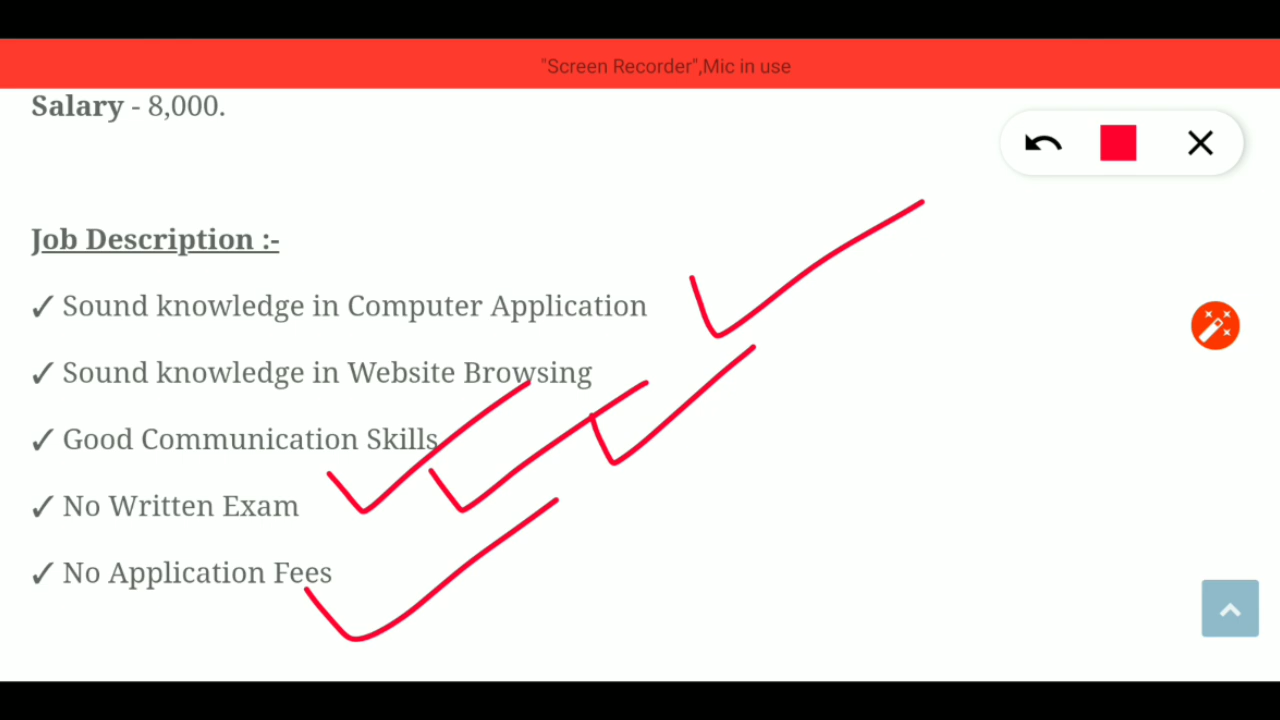 "Screen Recorder",Mic in use
Salary - 8,000.
Job Description :-
✓ Sound knowledge in Computer Application
✓ Sound knowledge in Website Browsing
✓ Good Communication Skills
✓ No Written Exam
✓ No Application Fees